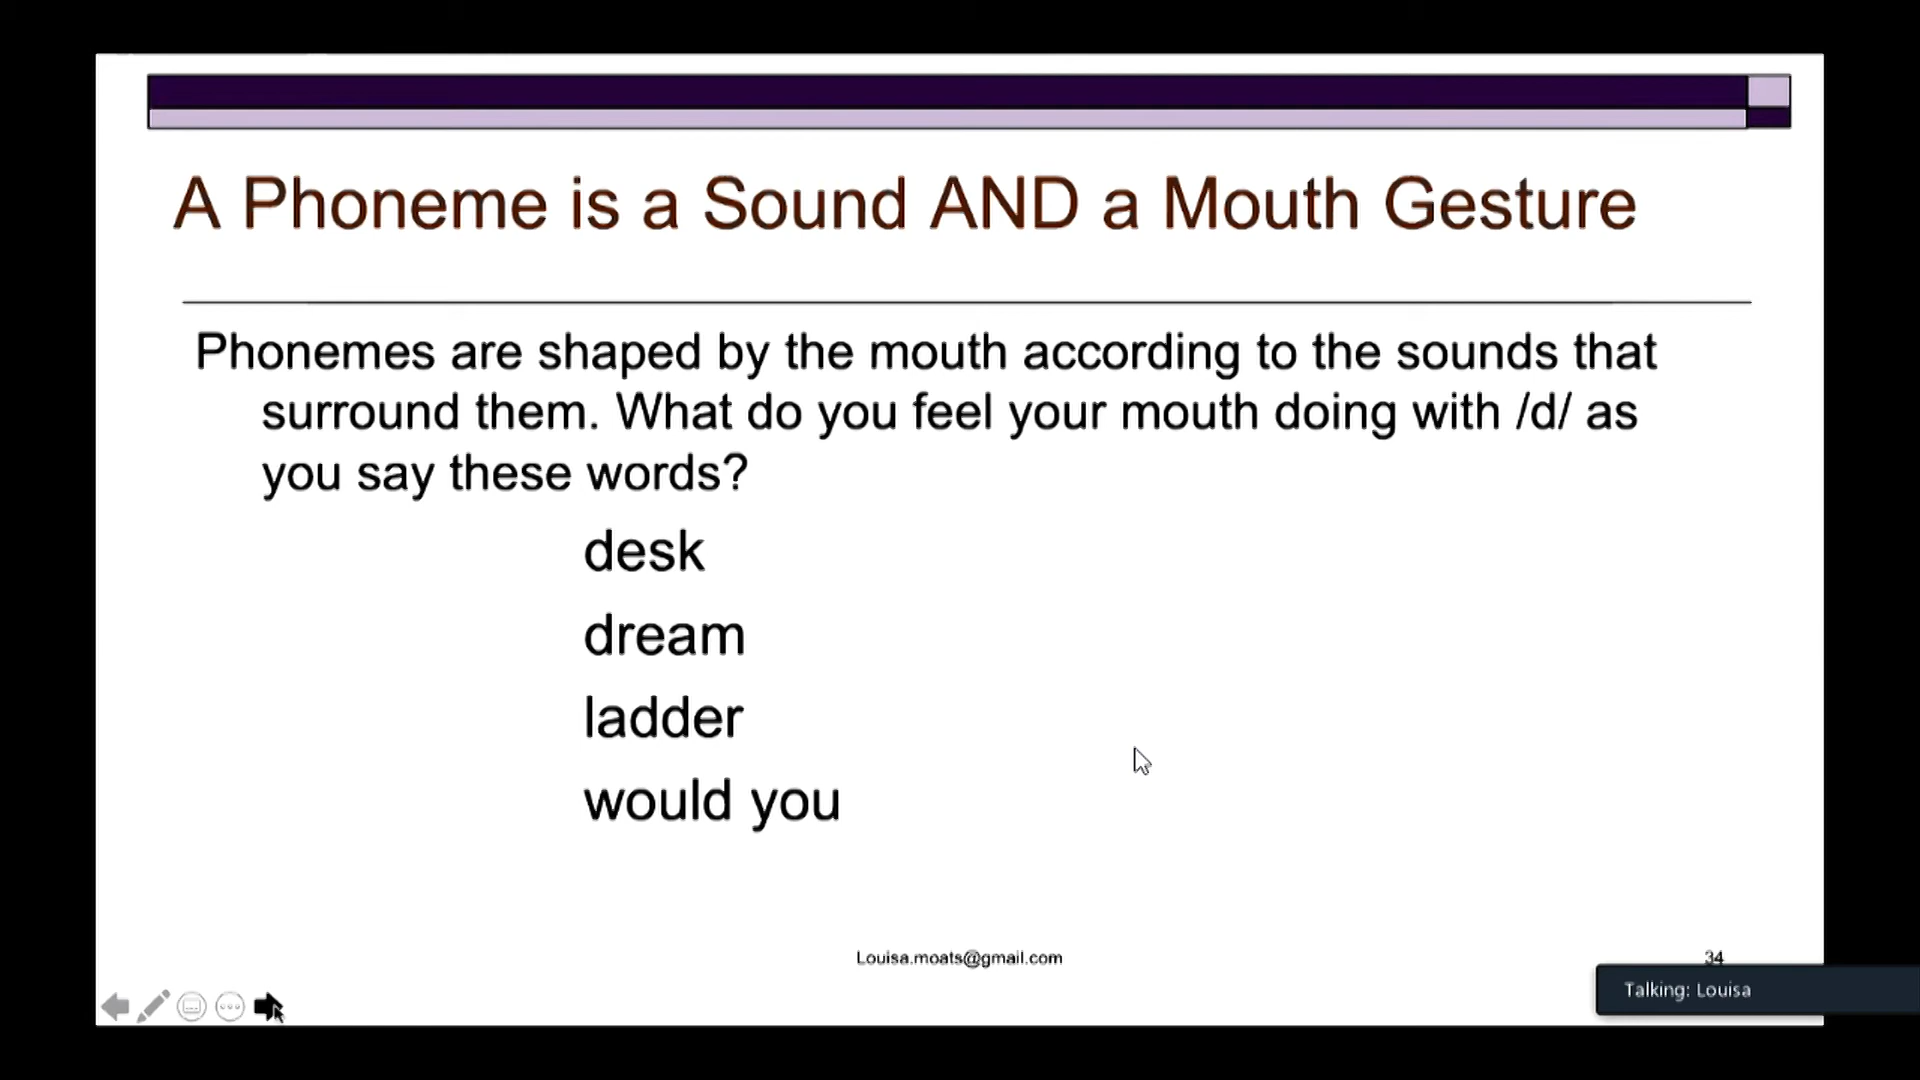 A Phoneme is a Sound AND a Mouth Gesture
Phonemes are shaped by the mouth according to the sounds that
surround them. What do you feel your mouth doing with /d/ as
you say these words?
desk
dream
ladder
would you
Louisa.moats@gmail.com
34
Talking: Louisa